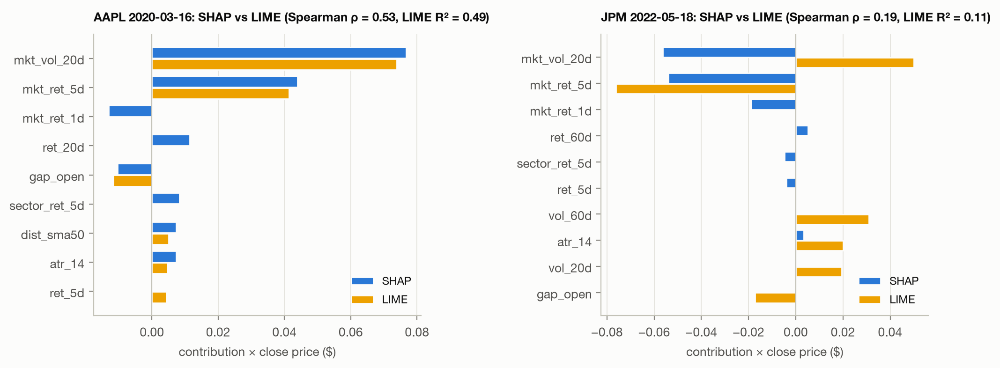 AAPL 2020-03-16: SHAP vs LIME (Spearman ρ = 0.53, LIME R² = 0.49)
mkt_vol_20d
mkt_ret_5d
mkt_ret_1d
ret_20d
gap_open
sector_ret_5d
dist_sma50
atr_14
ret_5d
SHAP
LIME
0.00 0.02 0.04 0.06 0.08
contribution × close price ($)
JPM 2022-05-18: SHAP vs LIME (Spearman ρ = 0.19, LIME R² = 0.11)
mkt_vol_20d
mkt_ret_5d
mkt_ret_1d
ret_60d
sector_ret_5d
ret_5d
vol_60d
atr_14
vol_20d
gap_open
SHAP
LIME
−0.08 −0.06 −0.04 −0.02 0.00 0.02 0.04
contribution × close price ($)